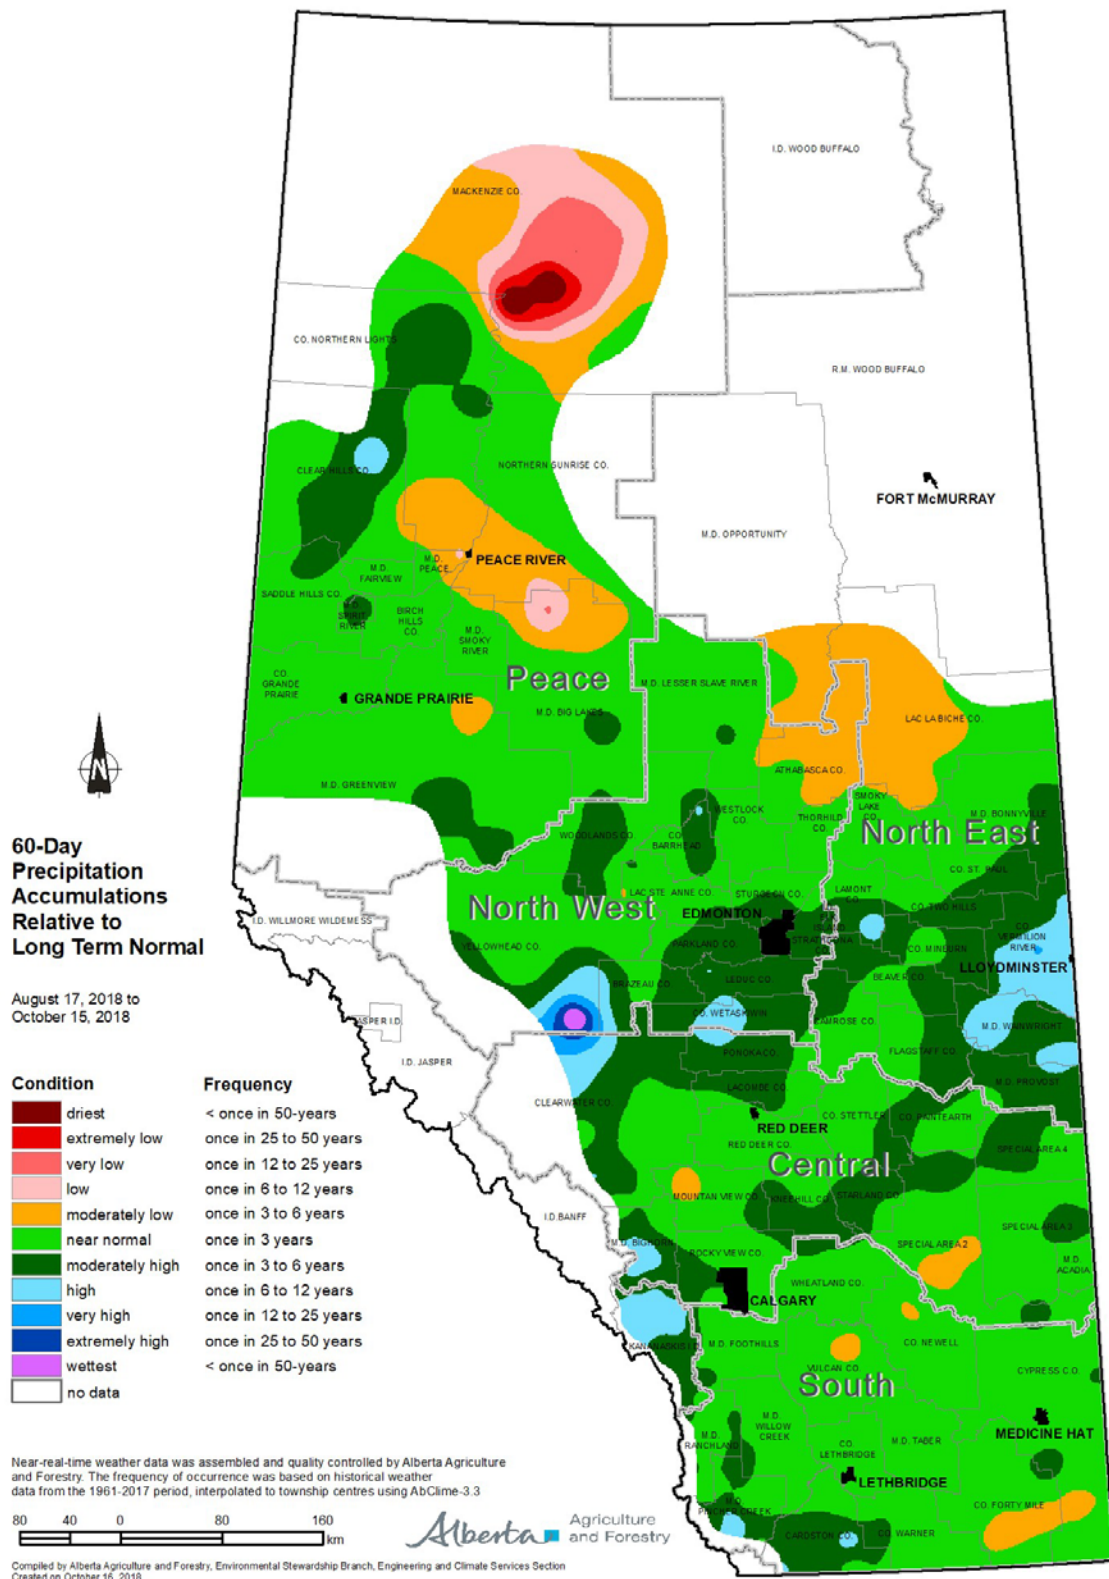 I.D. WOOD BUFFALO
MACKENZIE CO.
CO. NORTHERN LIGHTS
R.M. WOOD BUFFALO
CLEAR HILLS CO.
NORTHERN SUNRISE CO.
FORT McMURRAY
M.D. OPPORTUNITY
PEACE RIVER
M.D.
PEACE
M.D.
FAIRVIEW
SADDLE HILLS CO.
M.D.
SPIRIT
RIVER
BIRCH
HILLS
CO.
M.D.
SMOKY
RIVER
Peace
CO.
GRANDE
PRAIRIE
GRANDE PRAIRIE
M.D. LESSER SLAVE RIVER
M.D. BIG LAKES
LAC LA BICHE CO.
N
ATHABASCA CO.
M.D. GREENVIEW
SMOKY
LAKE
CO.
WESTLOCK
CO.
THORHILD
CO.
M.D. BONNYVILLE
North East
WOODLANDS CO.
CO.
BARRHEAD
CO. ST. PAUL
60-Day
Precipitation
Accumulations
Relative to
Long Term Normal
LAC STE ANNE CO.
STURGEON CO.
LAMONT
CO.
CO. TWO HILLS
North West
EDMONTON
ISLAND
I.D. WILLMORE WILDERNESS
YELLOWHEAD CO.
PARKLAND CO.
STRATHCONA
CO.
CO. MINBURN
CO.
VERMILION
RIVER
LLOYDMINSTER
BRAZEAU CO.
LEDUC CO.
BEAVER CO.
August 17, 2018 to
October 15, 2018
JASPER I.D.
CO. WETASKIWIN
CAMROSE CO.
M.D. WAINWRIGHT
I.D. JASPER
PONOKA CO.
FLAGSTAFF CO.
LACOMBE CO.
M.D. PROVOST
CLEARWATER CO.
RED DEER
CO. STETTLER
CO. PAINTEARTH
RED DEER CO.
SPECIAL AREA 4
Central
MOUNTAN VIEW CO.
KNEEHILL CO.
STARLAND CO.
I.D.BANFF
SPECIAL AREA 3
M.D. BIGHORN
ROCKY VIEW CO.
SPECIAL AREA 2
M.D.
ACADIA
WHEATLAND CO.
CALGARY
KANANASKIS I.D.
M.D. FOOTHILLS
CO. NEWELL
VULCAN CO.
CYPRESS C.O.
South
M.D.
WILLOW
CREEK
MEDICINE HAT
M.D.
RANCHLAND
CO.
LETHBRIDGE
M.D. TABER
LETHBRIDGE
M.D.
PINCHER CREEK
CO. FORTY MILE
CARDSTON CO.
CO. WARNER
Condition Frequency
driest < once in 50-years
extremely low once in 25 to 50 years
very low once in 12 to 25 years
low once in 6 to 12 years
moderately low once in 3 to 6 years
near normal once in 3 years
moderately high once in 3 to 6 years
high once in 6 to 12 years
very high once in 12 to 25 years
extremely high once in 25 to 50 years
wettest < once in 50-years
no data
Near-real-time weather data was assembled and quality controlled by Alberta Agriculture
and Forestry. The frequency of occurrence was based on historical weather
data from the 1961-2017 period, interpolated to township centres using AbClime-3.3
80 40 0 80 160
km
Alberta Agriculture
and Forestry
Compiled by Alberta Agriculture and Forestry, Environmental Stewardship Branch, Engineering and Climate Services Section
Created on October 16, 2018